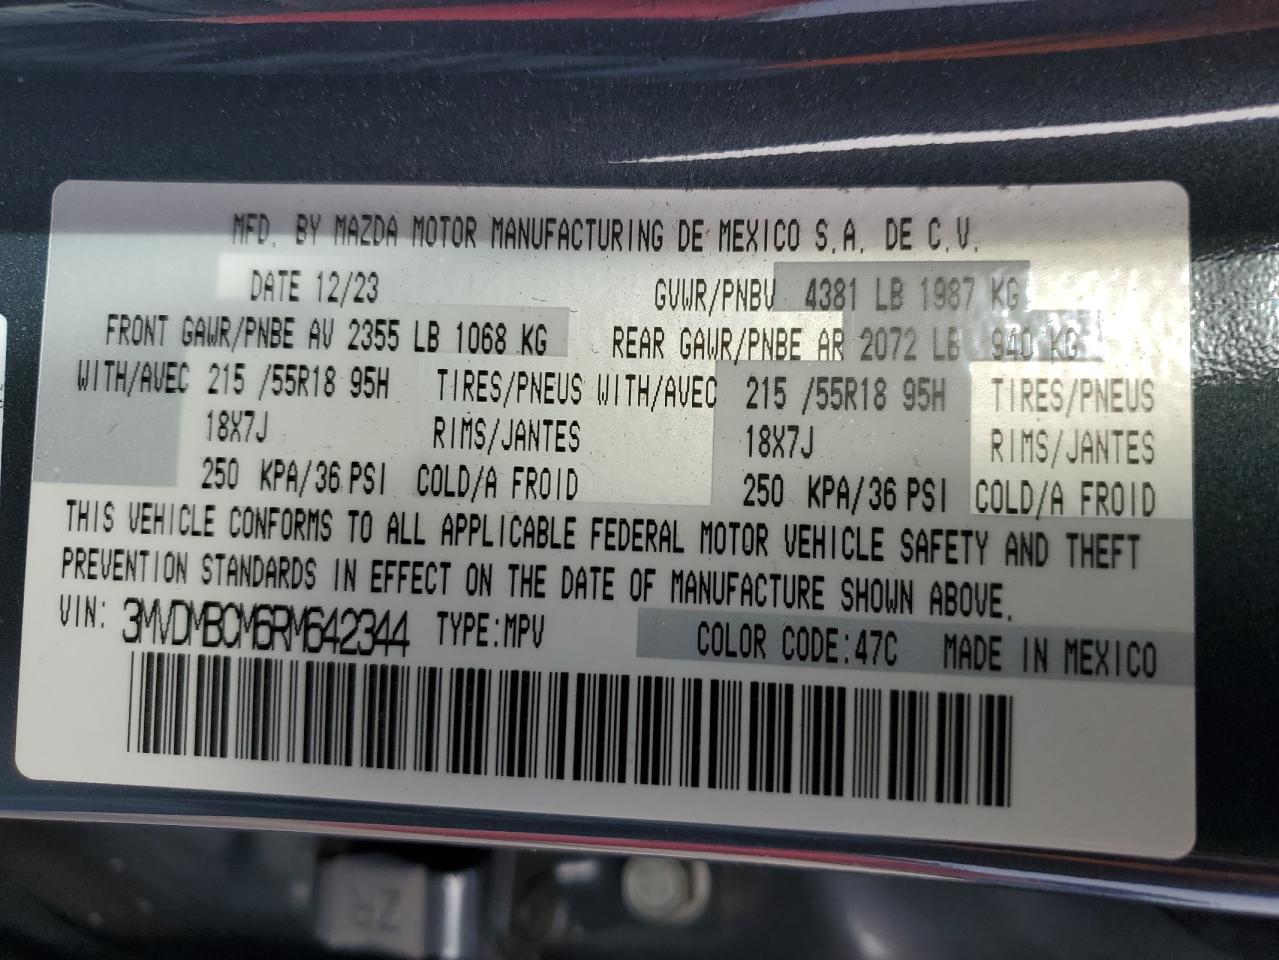 MFD. BY MAZDA MOTOR MANUFACTURING DE MEXICO S.A. DE C.V.
DATE 12/23 GVWR/PNBV 4381 LB 1987 KG
FRONT GAWR/PNBE AV 2355 LB 1068 KG REAR GAWR/PNBE AR 2072 LB 940 KG
WITH/AVEC 215 /55R18 95H TIRES/PNEUS WITH/AVEC 215 /55R18 95H TIRES/PNEUS
18X7J RIMS/JANTES 18X7J RIMS/JANTES
250 KPA/36 PSI COLD/A FROID 250 KPA/36 PSI COLD/A FROID
THIS VEHICLE CONFORMS TO ALL APPLICABLE FEDERAL MOTOR VEHICLE SAFETY AND THEFT
PREVENTION STANDARDS IN EFFECT ON THE DATE OF MANUFACTURE SHOWN ABOVE.
VIN: 3MVDMBCM6RM642344 TYPE:MPV COLOR CODE:47C MADE IN MEXICO
ZR